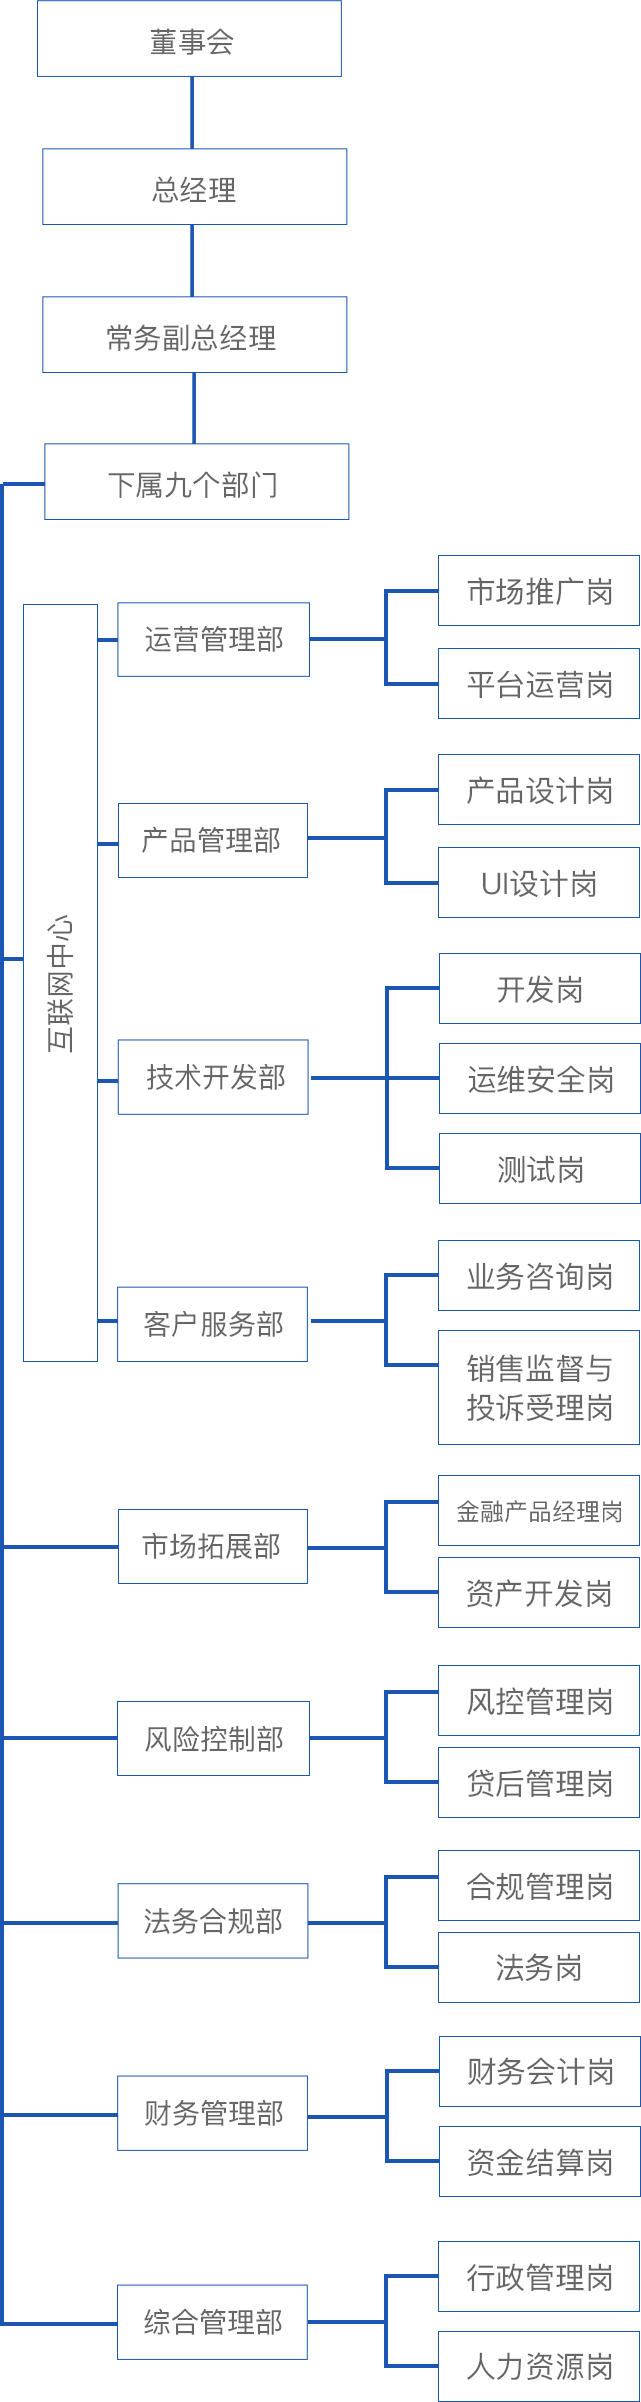 董事会
总经理
常务副总经理
下属九个部门
互联网中心
运营管理部
市场推广岗
平台运营岗
产品管理部
产品设计岗
UI设计岗
技术开发部
开发岗
运维安全岗
测试岗
客户服务部
业务咨询岗
销售监督与
投诉受理岗
市场拓展部
金融产品经理岗
资产开发岗
风险控制部
风控管理岗
贷后管理岗
法务合规部
合规管理岗
法务岗
财务管理部
财务会计岗
资金结算岗
综合管理部
行政管理岗
人力资源岗